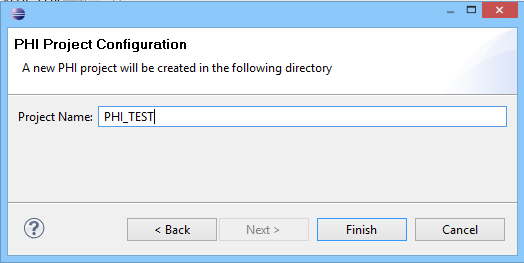 PHI Project Configuration
A new PHI project will be created in the following directory
Project Name: PHI_TEST
? < Back Next > Finish Cancel